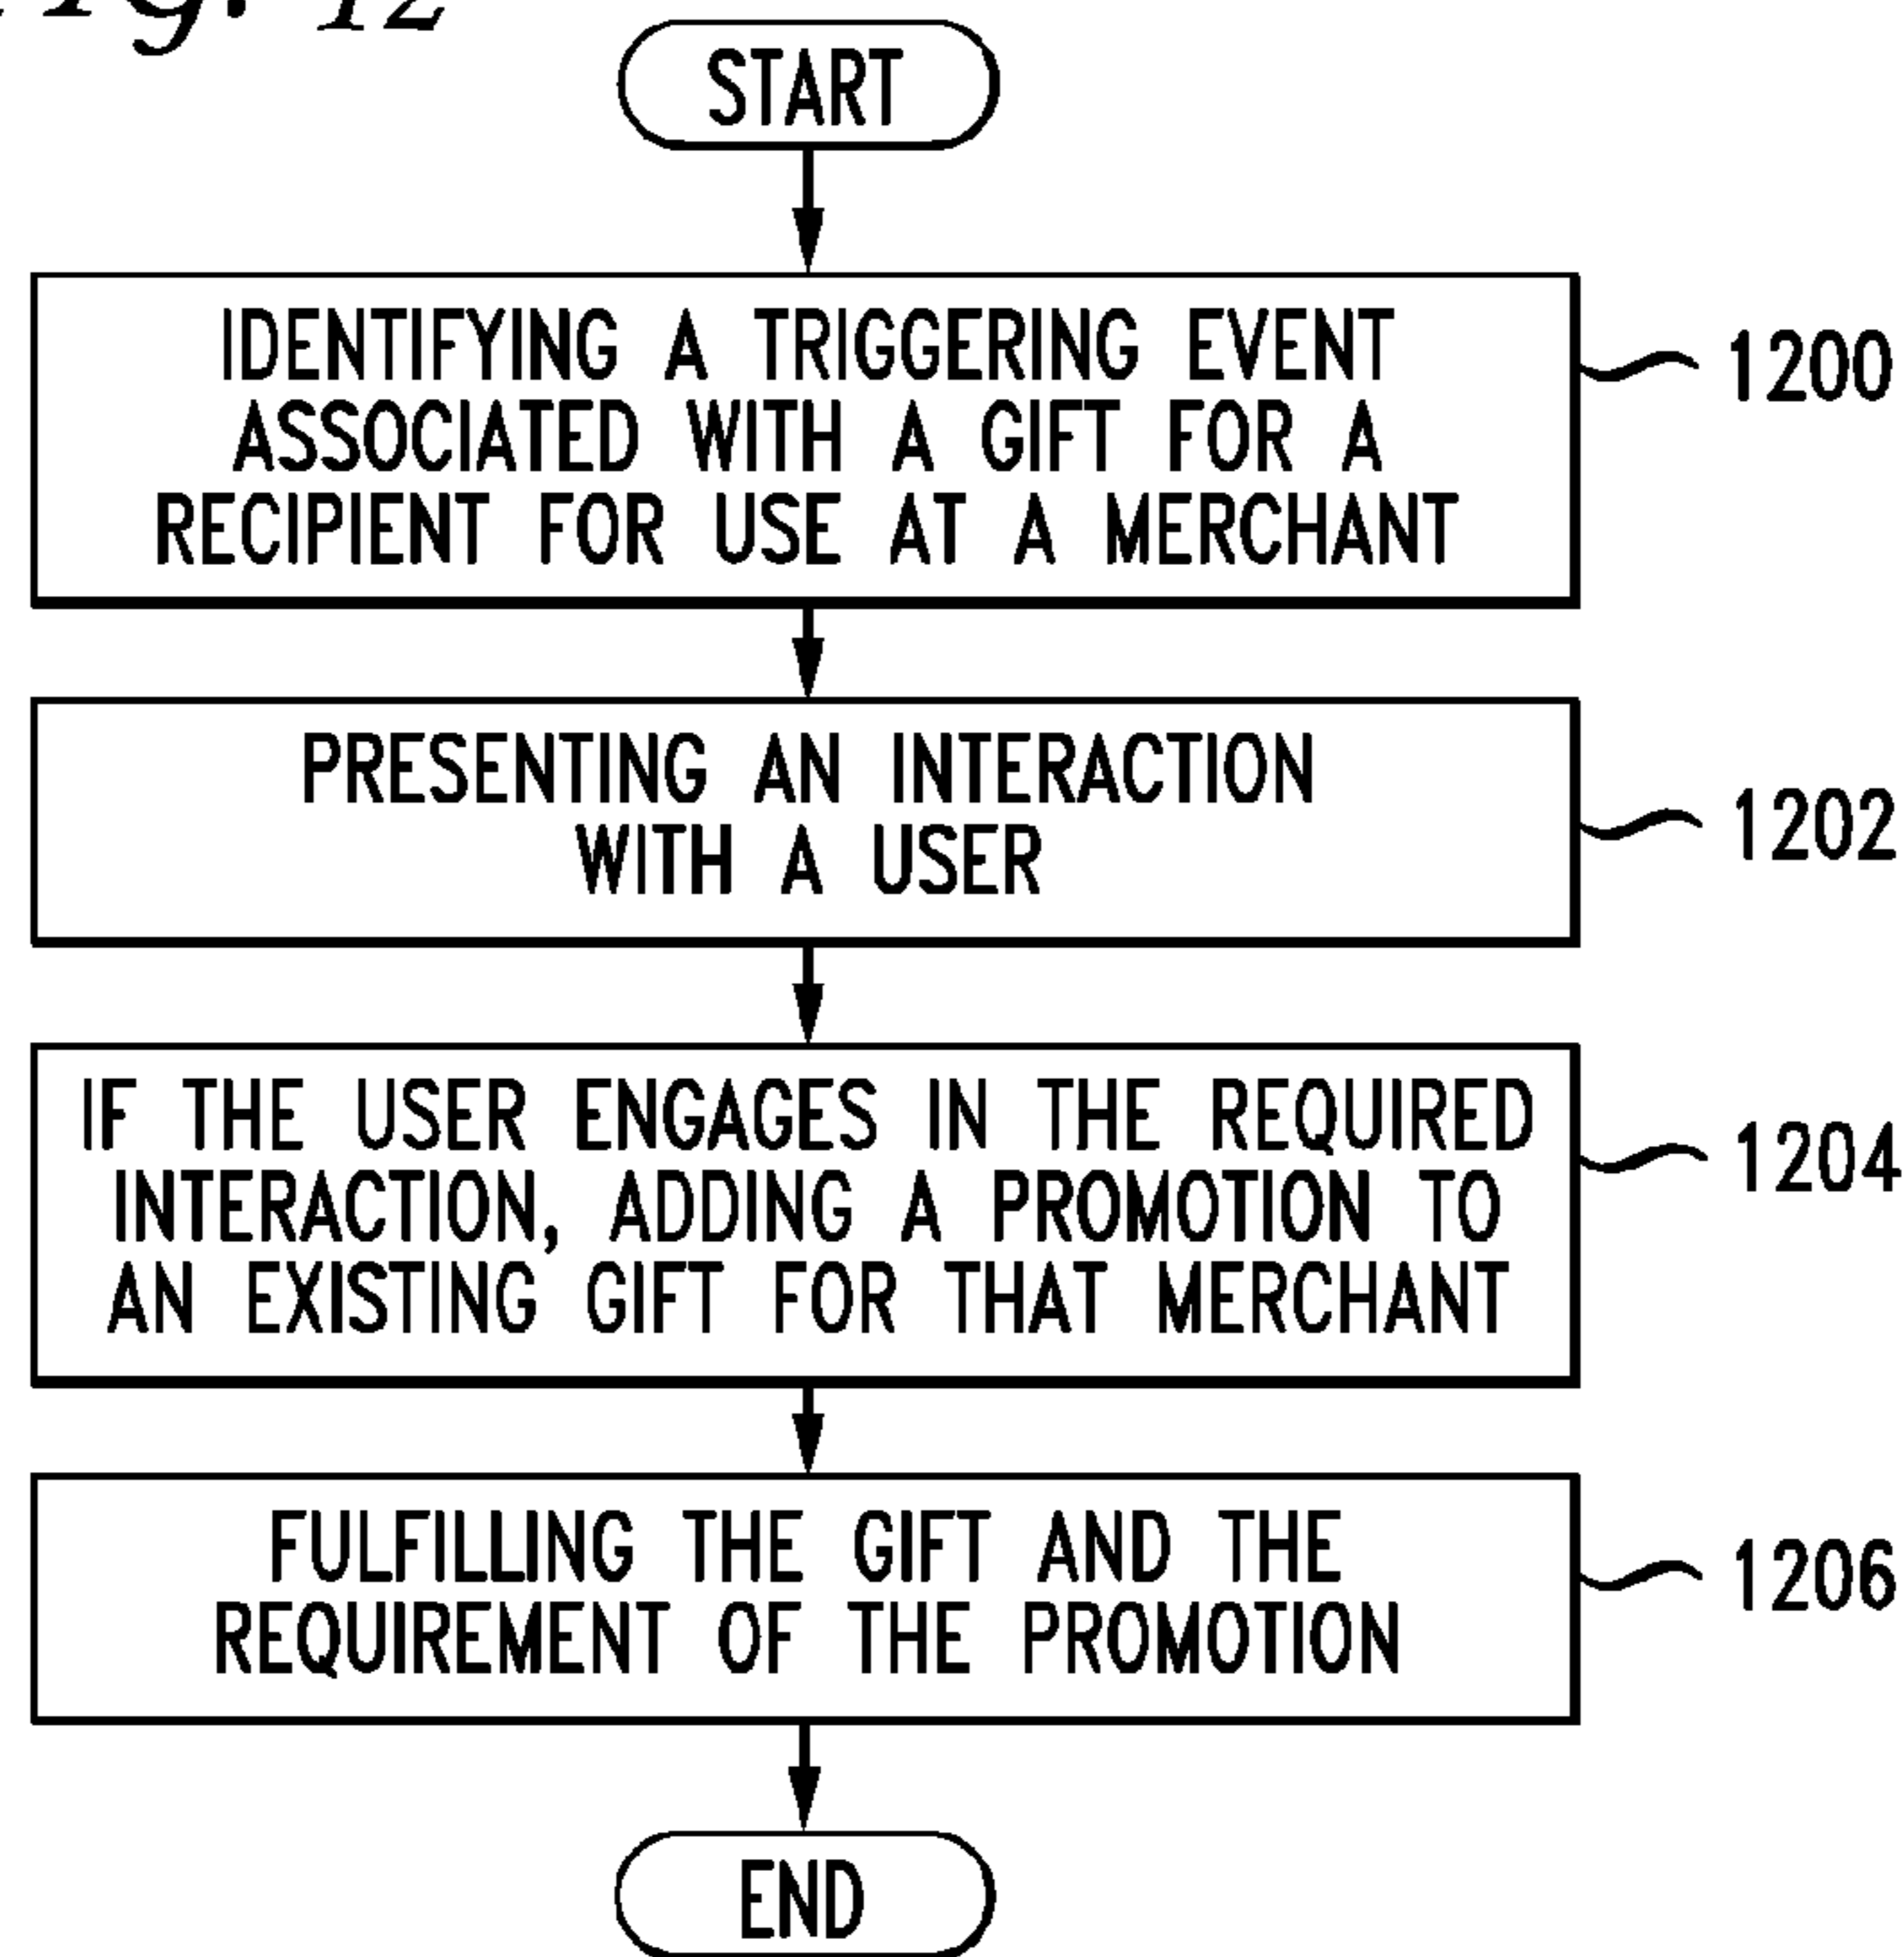 Fig. 12
START
IDENTIFYING A TRIGGERING EVENT
ASSOCIATED WITH A GIFT FOR A
RECIPIENT FOR USE AT A MERCHANT
1200
PRESENTING AN INTERACTION
WITH A USER
1202
IF THE USER ENGAGES IN THE REQUIRED
INTERACTION, ADDING A PROMOTION TO
AN EXISTING GIFT FOR THAT MERCHANT
1204
FULFILLING THE GIFT AND THE
REQUIREMENT OF THE PROMOTION
1206
END